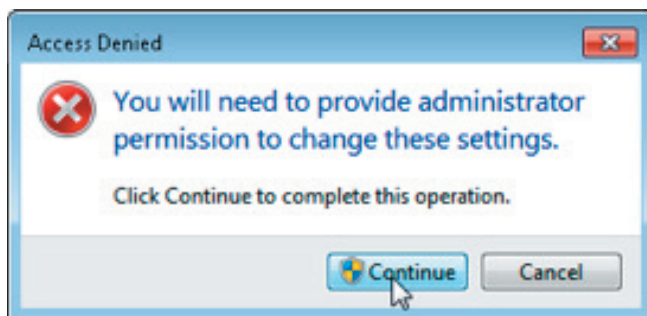 Access Denied
You will need to provide administrator
permission to change these settings.
Click Continue to complete this operation.
Continue
Cancel